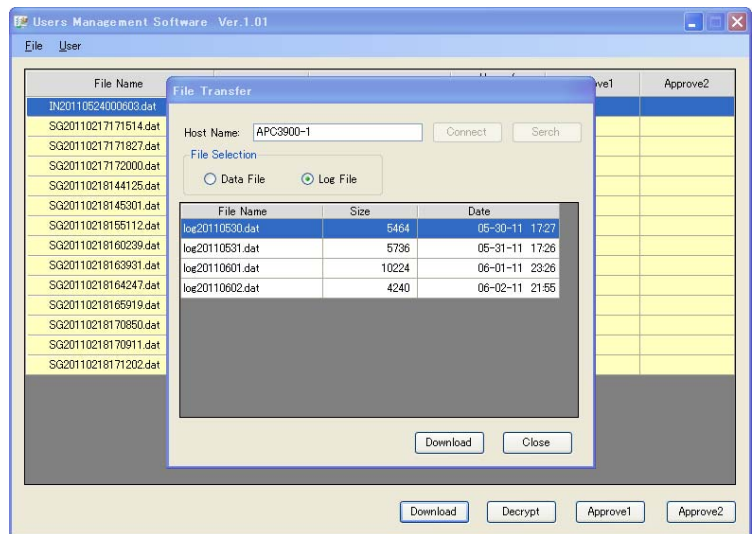 Users Management Software Ver.1.01
File User
File Name Approve2
IN20110524000603.dat
SG20110217171514.dat
SG20110217171827.dat
SG20110217172000.dat
SG20110218144125.dat
SG20110218145301.dat
SG20110218155112.dat
SG20110218160239.dat
SG20110218163931.dat
SG20110218164247.dat
SG20110218165919.dat
SG20110218170850.dat
SG20110218170911.dat
SG20110218171202.dat
File Transfer
Host Name: APC3900-1 Connect Serch
File Selection
Data File Log File
File Name Size Date
log20110530.dat 5464 05-30-11 17:27
log20110531.dat 5736 05-31-11 17:26
log20110601.dat 10224 06-01-11 23:26
log20110602.dat 4240 06-02-11 21:55
Download Close
Download Decrypt Approve1 Approve2